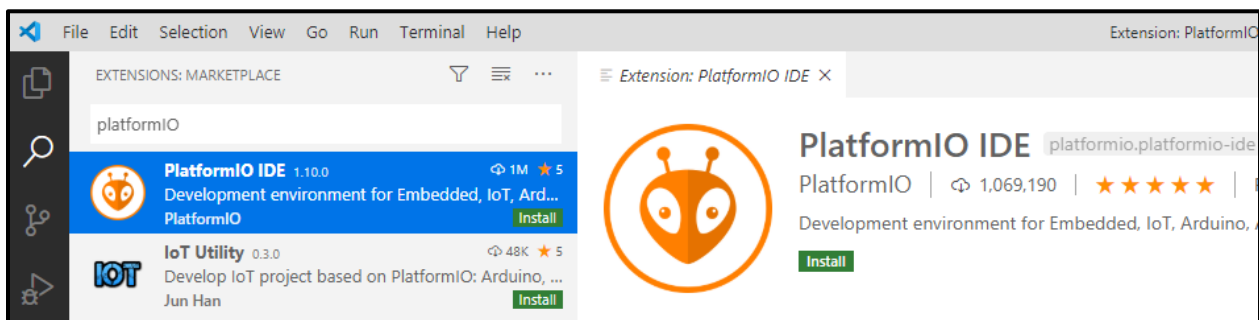 File Edit Selection View Go Run Terminal Help
Extension: PlatformIO
EXTENSIONS: MARKETPLACE
platformIO
PlatformIO IDE 1.10.0 1M 5
Development environment for Embedded, IoT, Ard...
PlatformIO Install
IoT Utility 0.3.0 48K 5
Develop IoT project based on PlatformIO: Arduino, ...
Jun Han Install
IOT
Extension: PlatformIO IDE
PlatformIO IDE platformio.platformio-ide
PlatformIO 1,069,190
Development environment for Embedded, IoT, Arduino,
Install